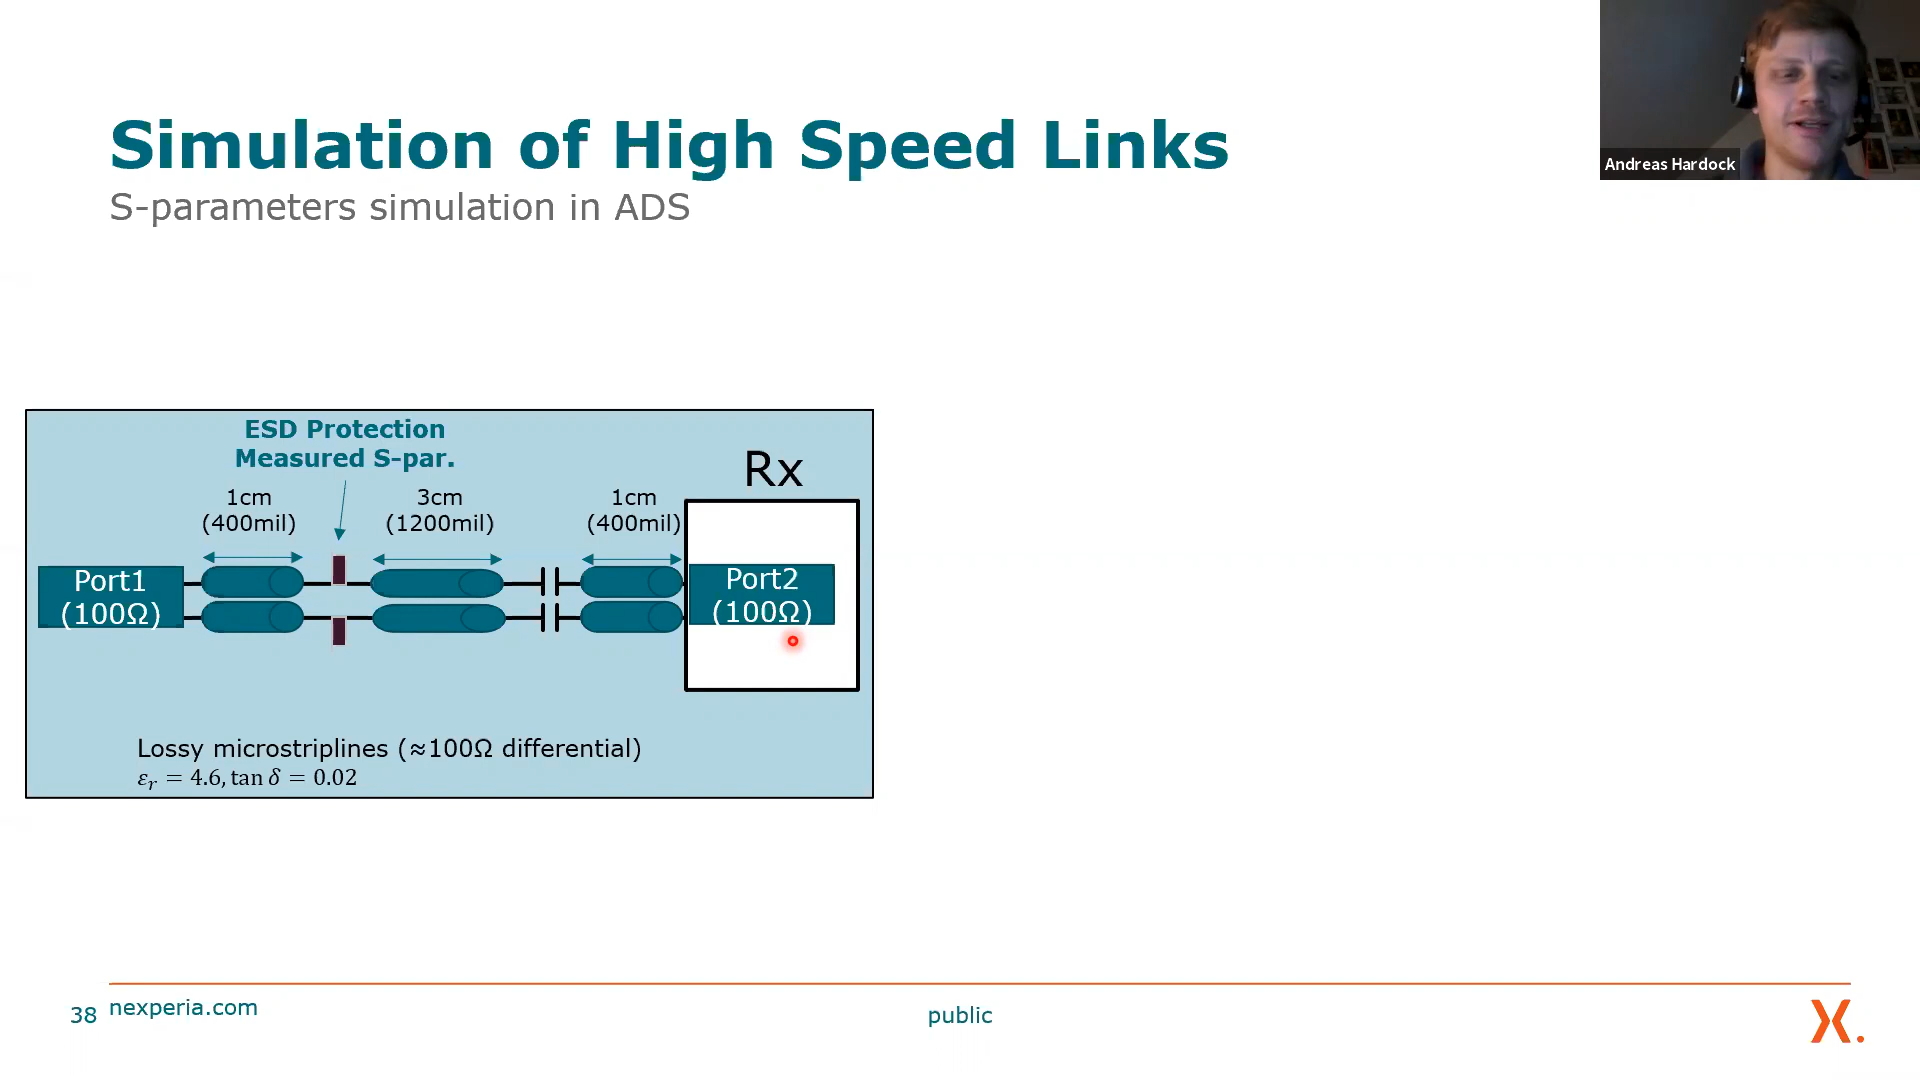 Simulation of High Speed Links
S-parameters simulation in ADS
Andreas Hardock
ESD Protection
Measured S-par.
Rx
1cm
(400mil)
3cm
(1200mil)
1cm
(400mil)
Port1
(100Ω)
Port2
(100Ω)
Lossy microstriplines (≈100Ω differential)
εᵣ = 4.6, tan δ = 0.02
38
nexperia.com
public